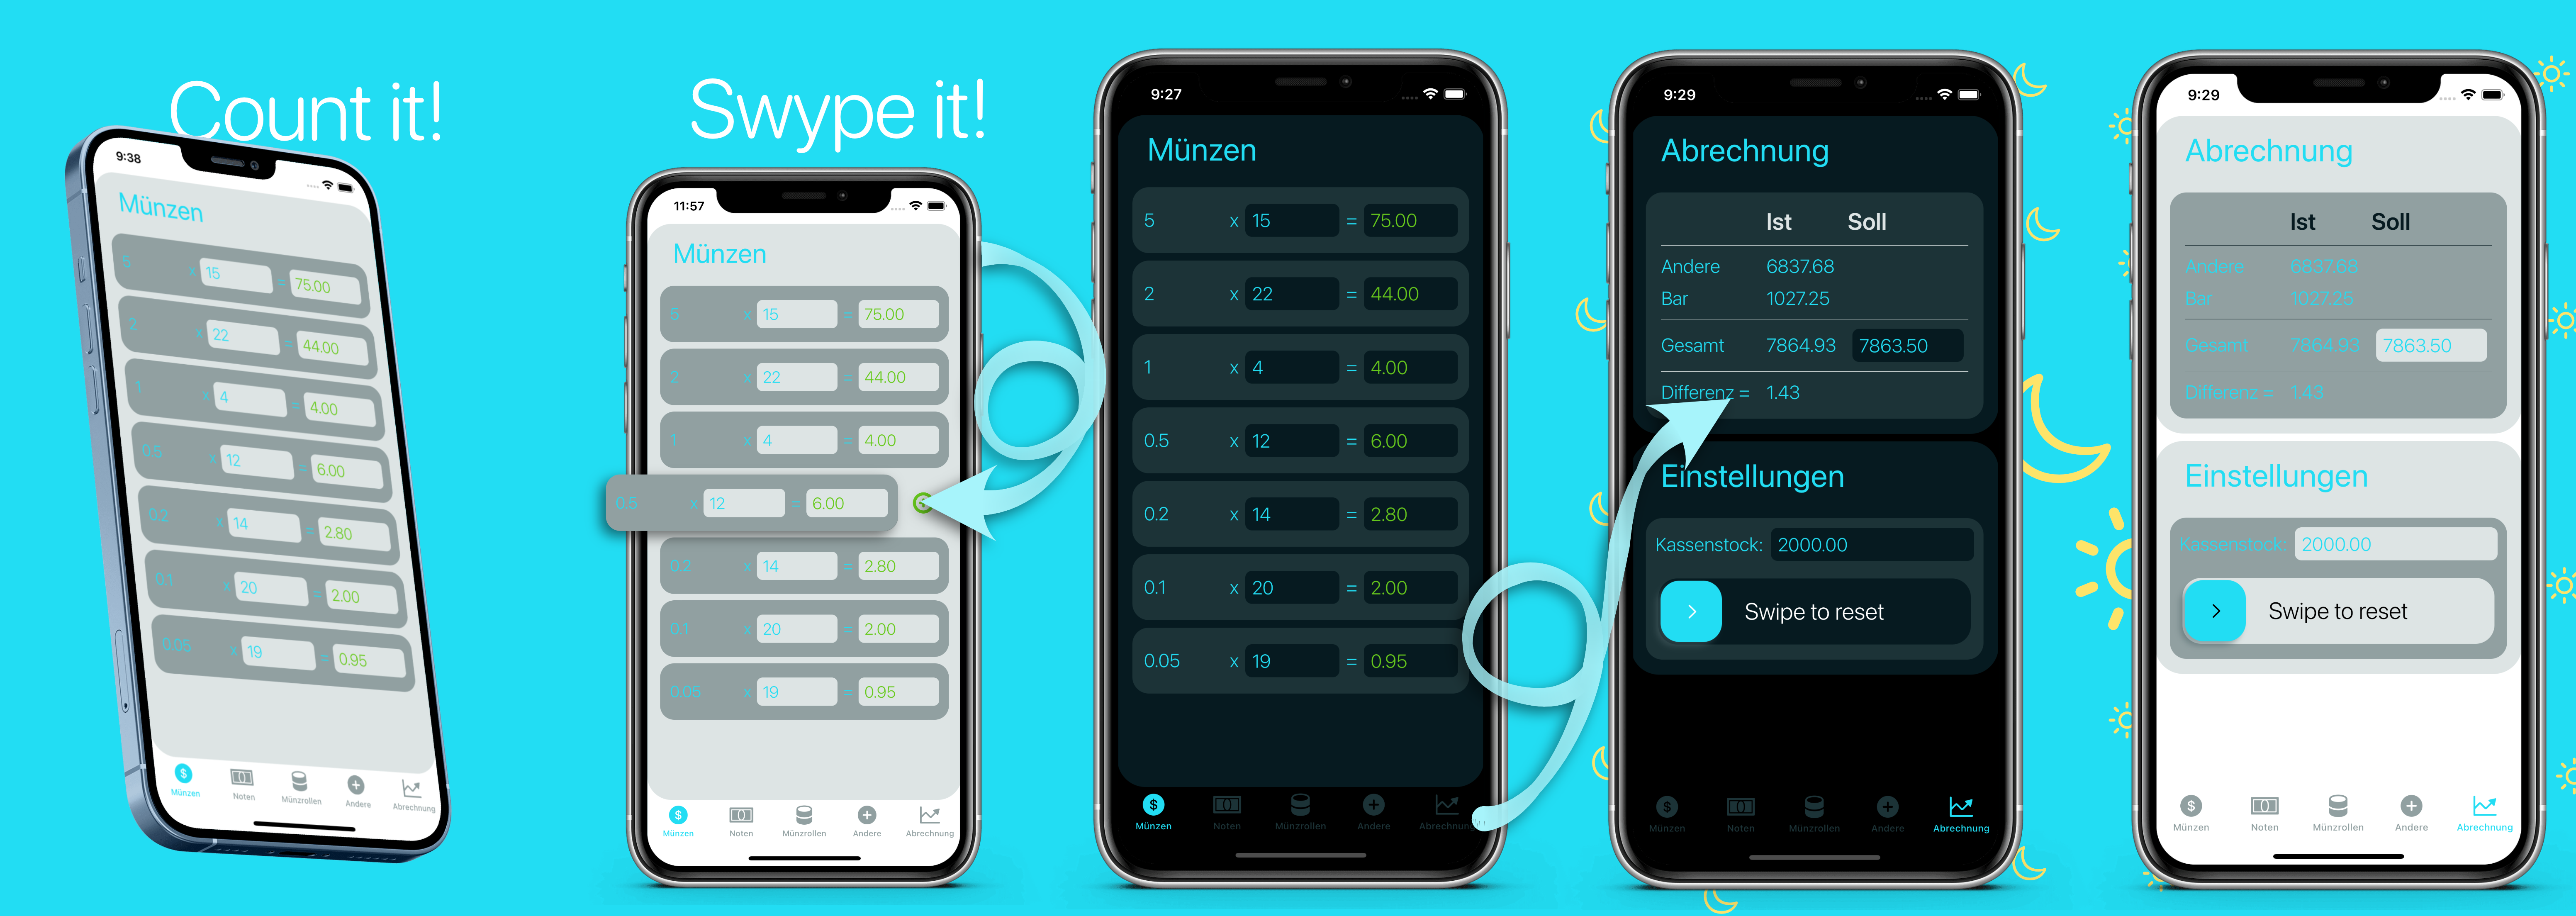 Count it!
9:38
Münzen
5 x 15 = 75.00
2 x 22 = 44.00
1 x 4 = 4.00
0.5 x 12 = 6.00
0.2 x 14 = 2.80
0.1 x 20 = 2.00
0.05 x 19 = 0.95
Münzen Noten Münzrollen Andere Abrechnung
Swype it!
11:57
Münzen
5 x 15 = 75.00
2 x 22 = 44.00
1 x 4 = 4.00
0.5 x 12 = 6.00
0.2 x 14 = 2.80
0.1 x 20 = 2.00
0.05 x 19 = 0.95
Münzen Noten Münzrollen Andere Abrechnung
9:27
Münzen
5 x 15 = 75.00
2 x 22 = 44.00
1 x 4 = 4.00
0.5 x 12 = 6.00
0.2 x 14 = 2.80
0.1 x 20 = 2.00
0.05 x 19 = 0.95
Münzen Noten Münzrollen Andere Abrechnung
9:29
Abrechnung
Ist Soll
Andere 6837.68
Bar 1027.25
Gesamt 7864.93 7863.50
Differenz = 1.43
Einstellungen
Kassenstock: 2000.00
Swipe to reset
Münzen Noten Münzrollen Andere Abrechnung
9:29
Abrechnung
Ist Soll
Andere 6837.68
Bar 1027.25
Gesamt 7864.93 7863.50
Differenz = 1.43
Einstellungen
Kassenstock: 2000.00
Swipe to reset
Münzen Noten Münzrollen Andere Abrechnung